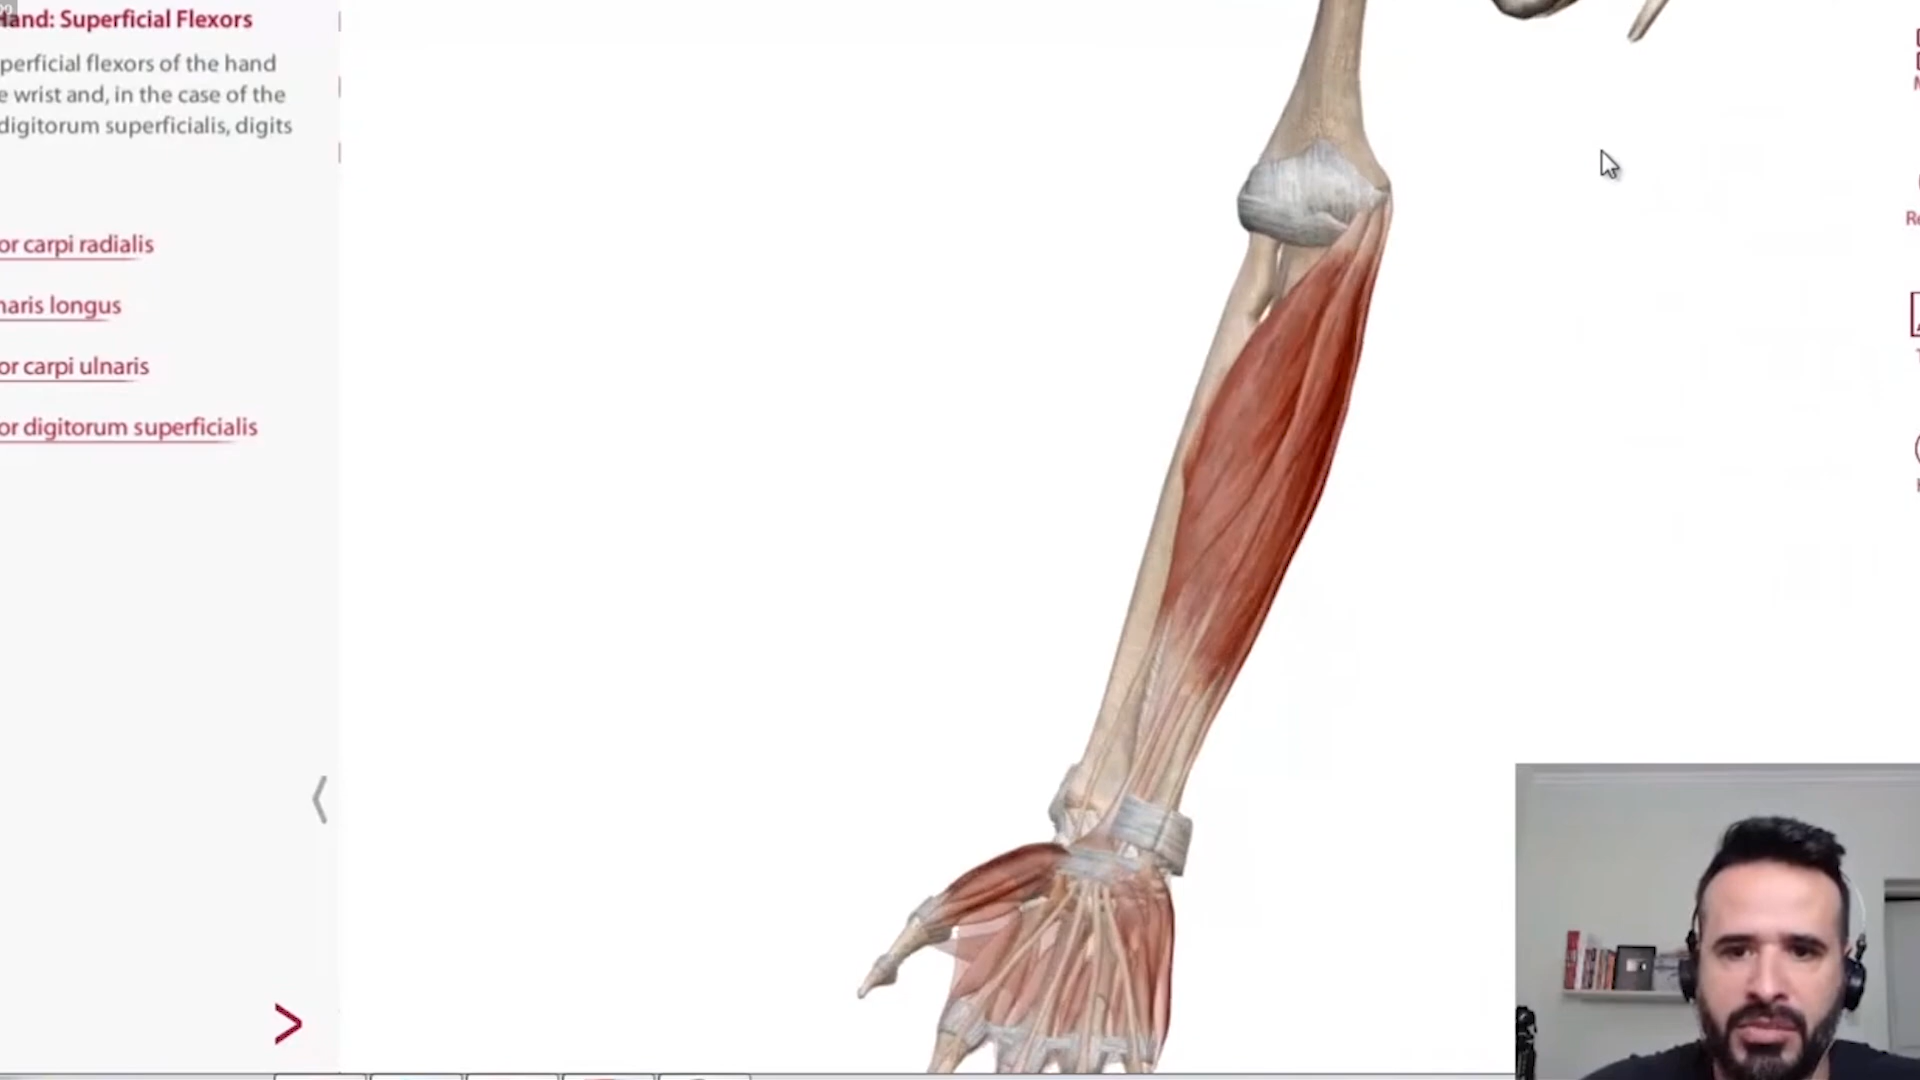 Hand: Superficial Flexors
perficial flexors of the hand
e wrist and, in the case of the
digitorum superficialis, digits
or carpi radialis
naris longus
or carpi ulnaris
or digitorum superficialis